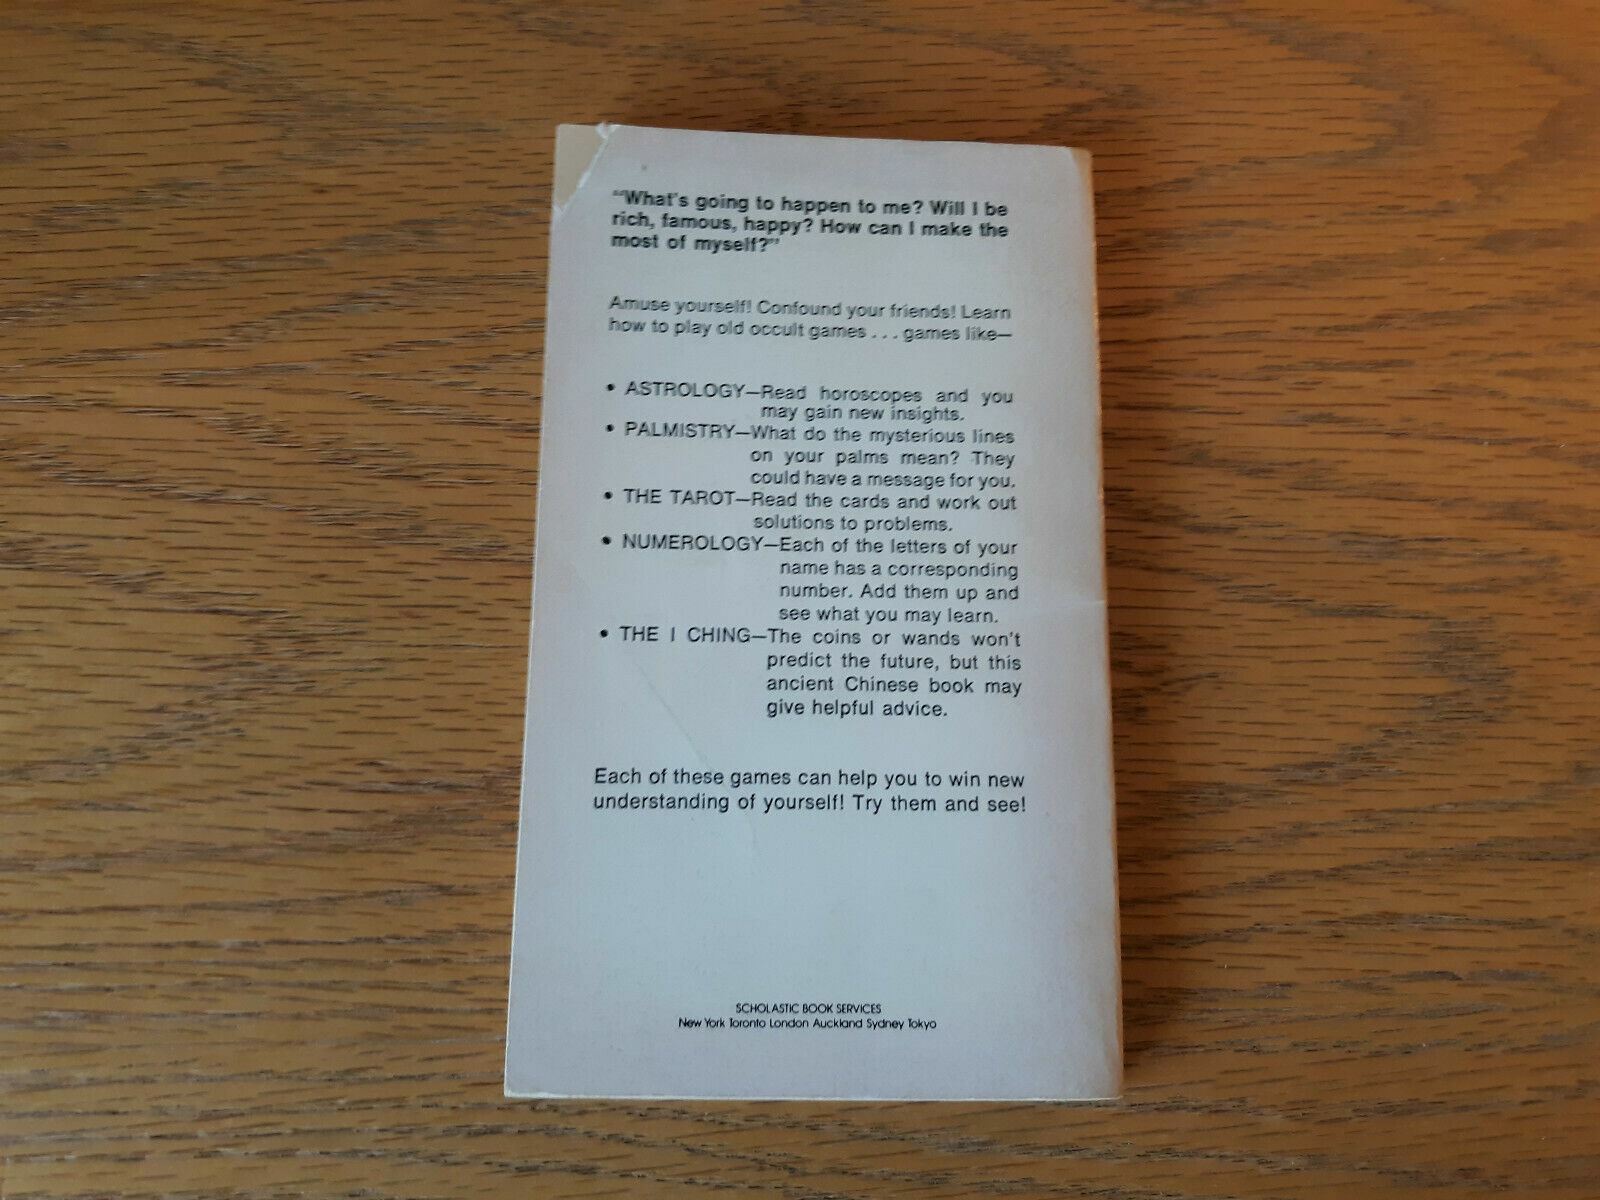 "What's going to happen to me? Will I be
rich, famous, happy? How can I make the
most of myself?"
Amuse yourself! Confound your friends! Learn
how to play old occult games . . . games like—
• ASTROLOGY—Read horoscopes and you
may gain new insights.
• PALMISTRY—What do the mysterious lines
on your palms mean? They
could have a message for you.
• THE TAROT—Read the cards and work out
solutions to problems.
• NUMEROLOGY—Each of the letters of your
name has a corresponding
number. Add them up and
see what you may learn.
• THE I CHING—The coins or wands won't
predict the future, but this
ancient Chinese book may
give helpful advice.
Each of these games can help you to win new
understanding of yourself! Try them and see!
SCHOLASTIC BOOK SERVICES
New York Toronto London Auckland Sydney Tokyo